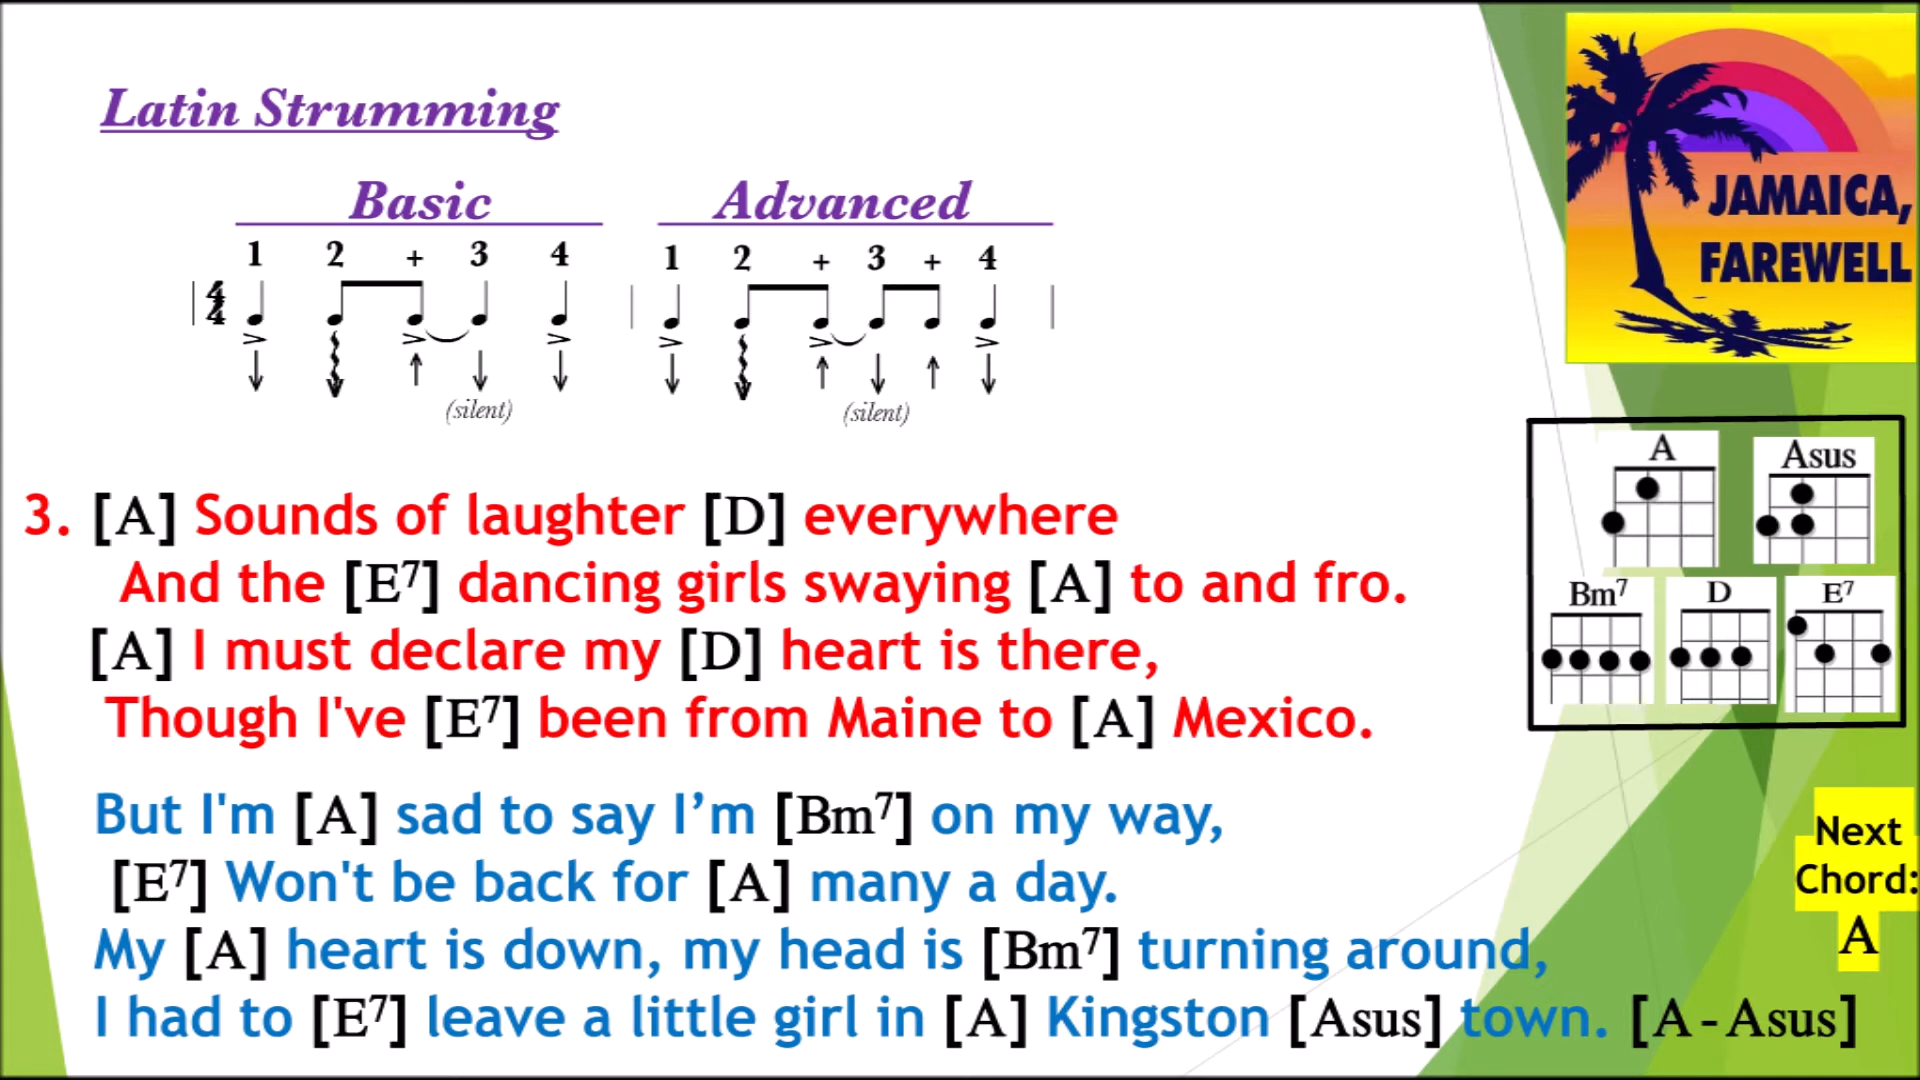 Latin Strumming
Basic
Advanced
1 2 + 3 4
1 2 + 3 + 4
4/4
(silent)
(silent)
JAMAICA,
FAREWELL
A
Asus
Bm7
D
E7
3. [A] Sounds of laughter [D] everywhere
And the [E7] dancing girls swaying [A] to and fro.
[A] I must declare my [D] heart is there,
Though I've [E7] been from Maine to [A] Mexico.
But I'm [A] sad to say I’m [Bm7] on my way,
[E7] Won't be back for [A] many a day.
My [A] heart is down, my head is [Bm7] turning around,
I had to [E7] leave a little girl in [A] Kingston [Asus] town. [A - Asus]
Next
Chord:
A